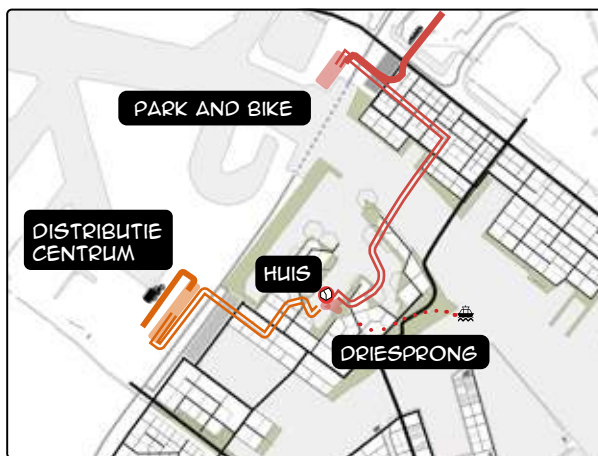 PARK AND BIKE
DISTRIBUTIE
CENTRUM
HUIS
DRIESPRONG